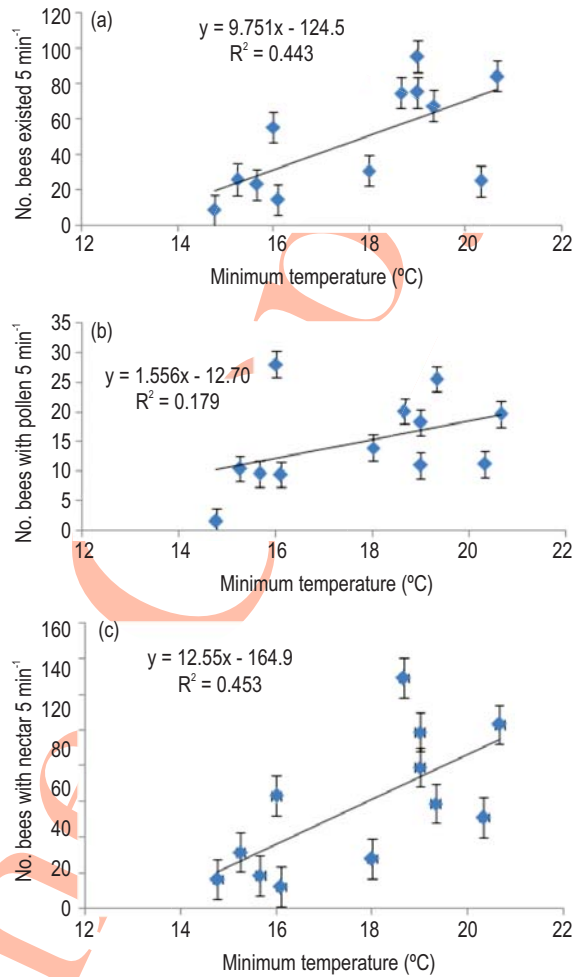 (a)
y = 9.751x - 124.5
R² = 0.443
No. bees existed 5 min⁻¹
120
100
80
60
40
20
0
12 14 16 18 20 22
Minimum temperature (ºC)
(b)
y = 1.556x - 12.70
R² = 0.179
No. bees with pollen 5 min⁻¹
35
30
25
20
15
10
5
0
12 14 16 18 20 22
Minimum temperature (ºC)
(c)
y = 12.55x - 164.9
R² = 0.453
No. bees with nectar 5 min⁻¹
160
140
120
80
60
40
20
0
12 14 16 18 20 22
Minimum temperature (ºC)